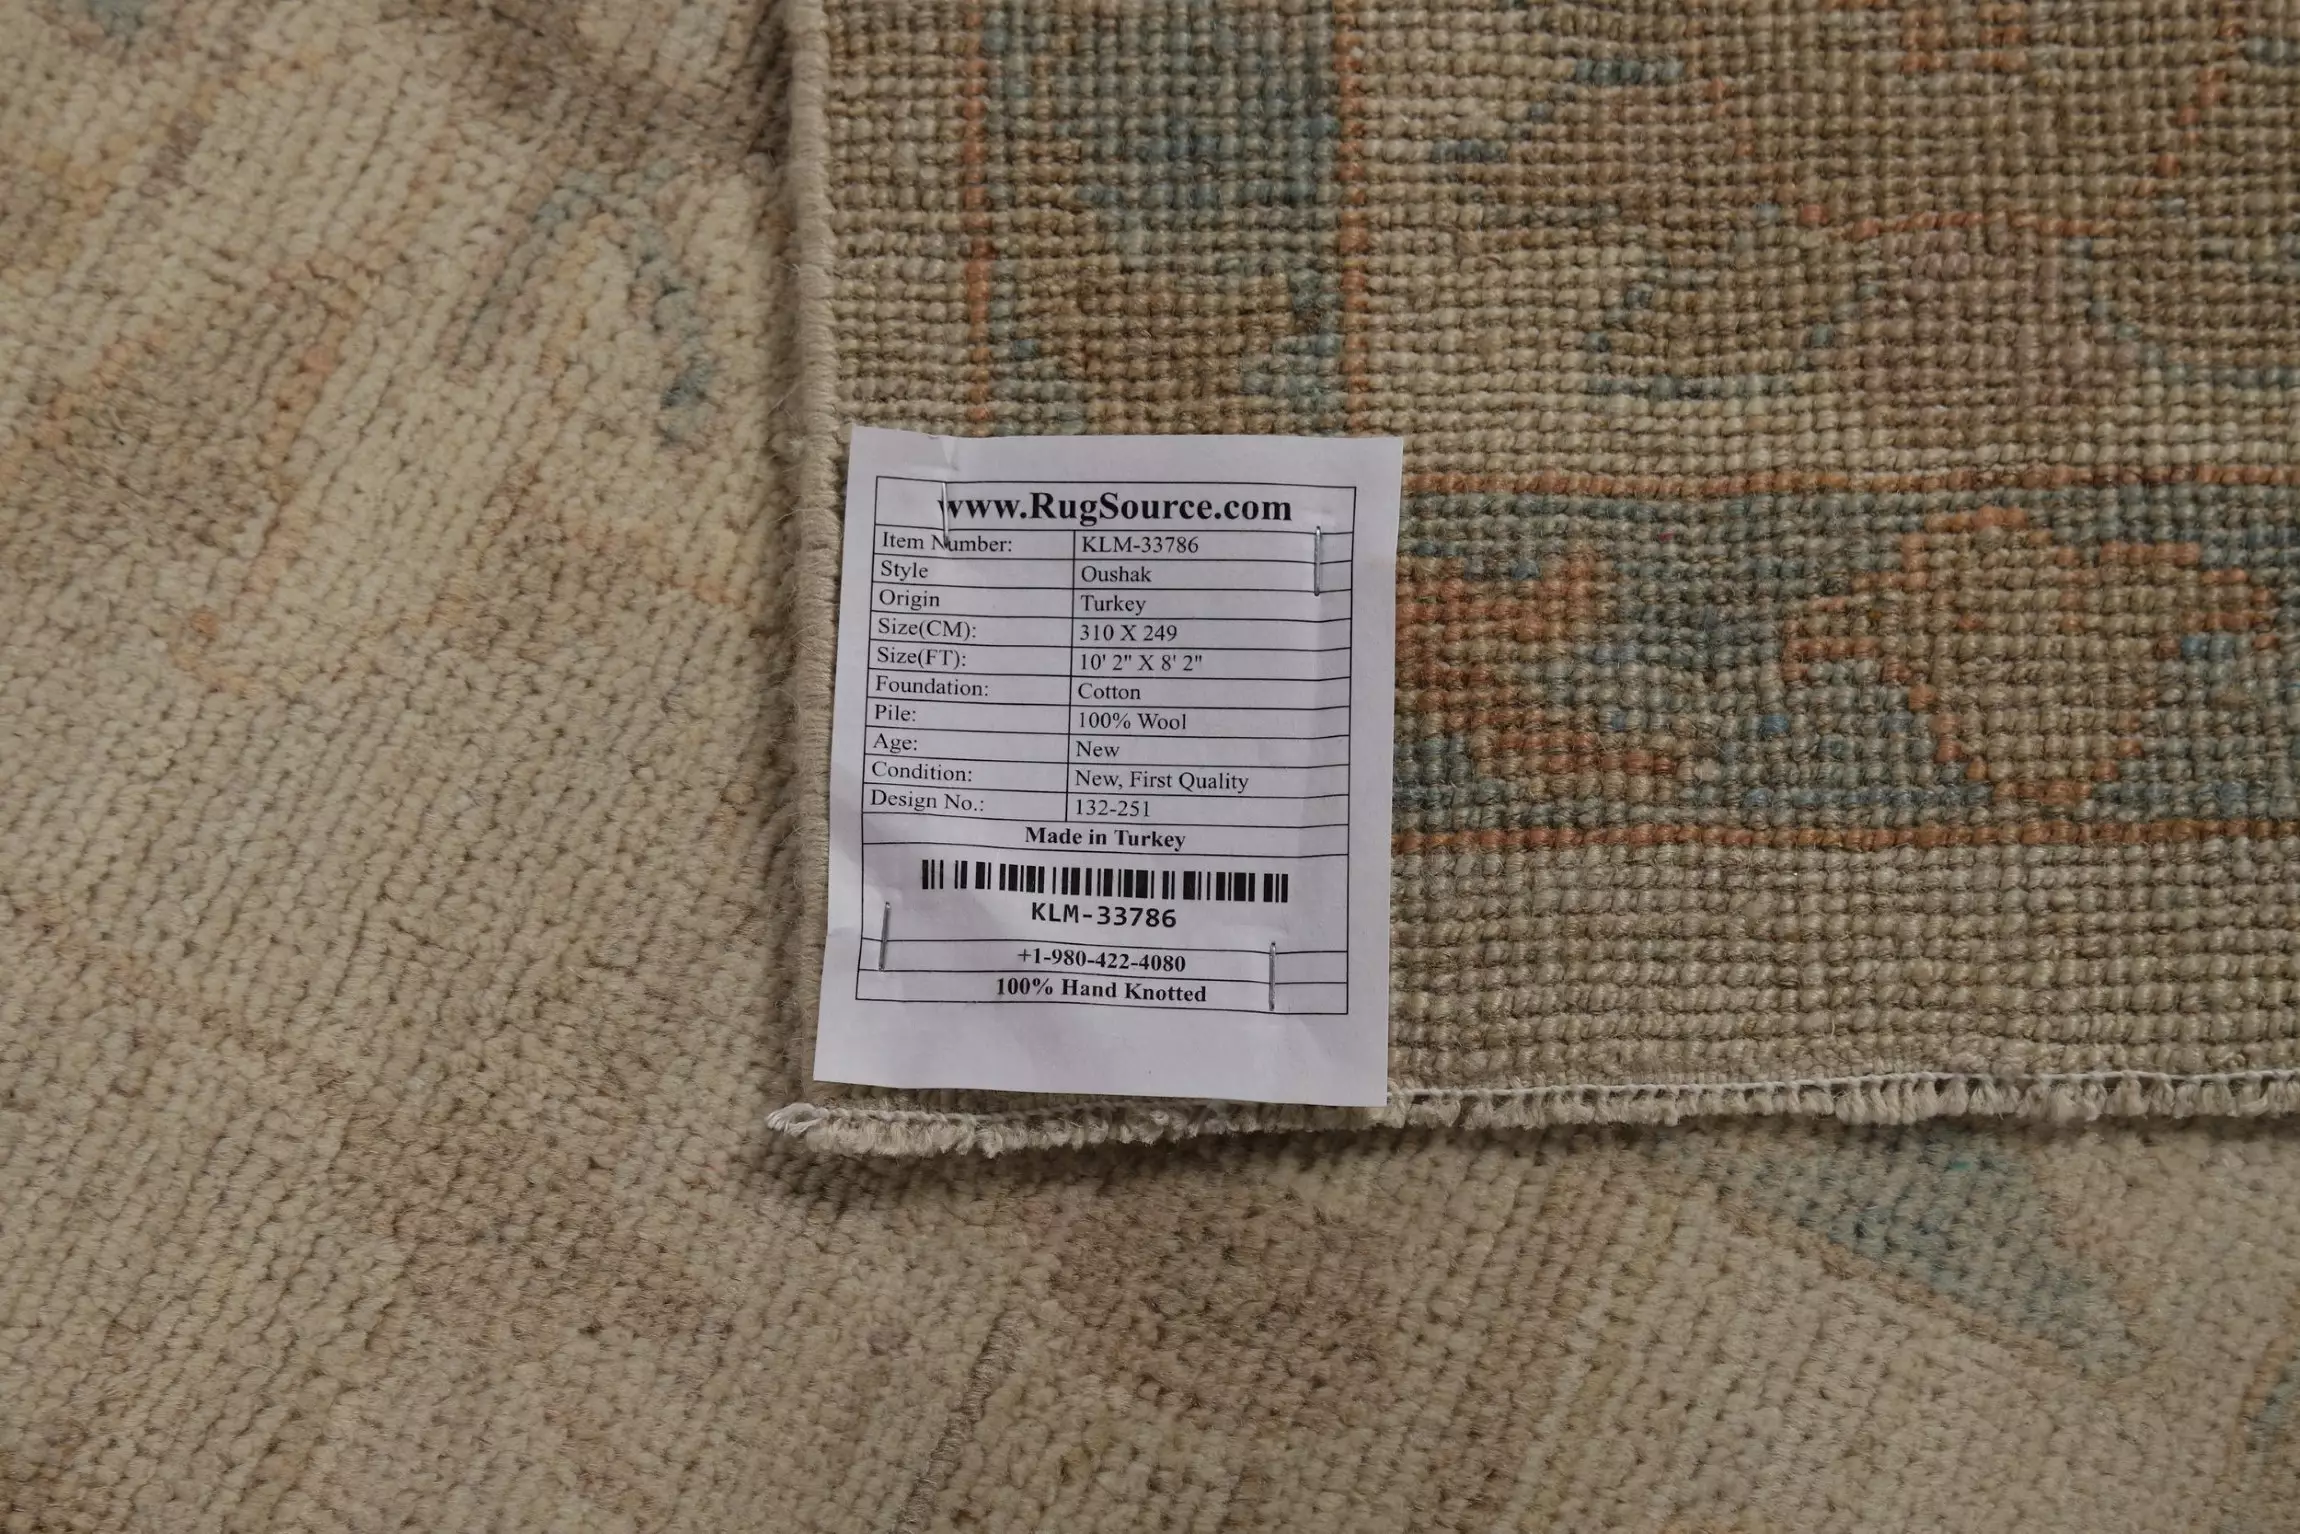 www.RugSource.com
Item Number: KLM-33786
Style Oushak
Origin Turkey
Size(CM): 310 X 249
Size(FT): 10' 2" X 8' 2"
Foundation: Cotton
Pile: 100% Wool
Age: New
Condition: New, First Quality
Design No.: 132-251
Made in Turkey
KLM-33786
+1-980-422-4080
100% Hand Knotted